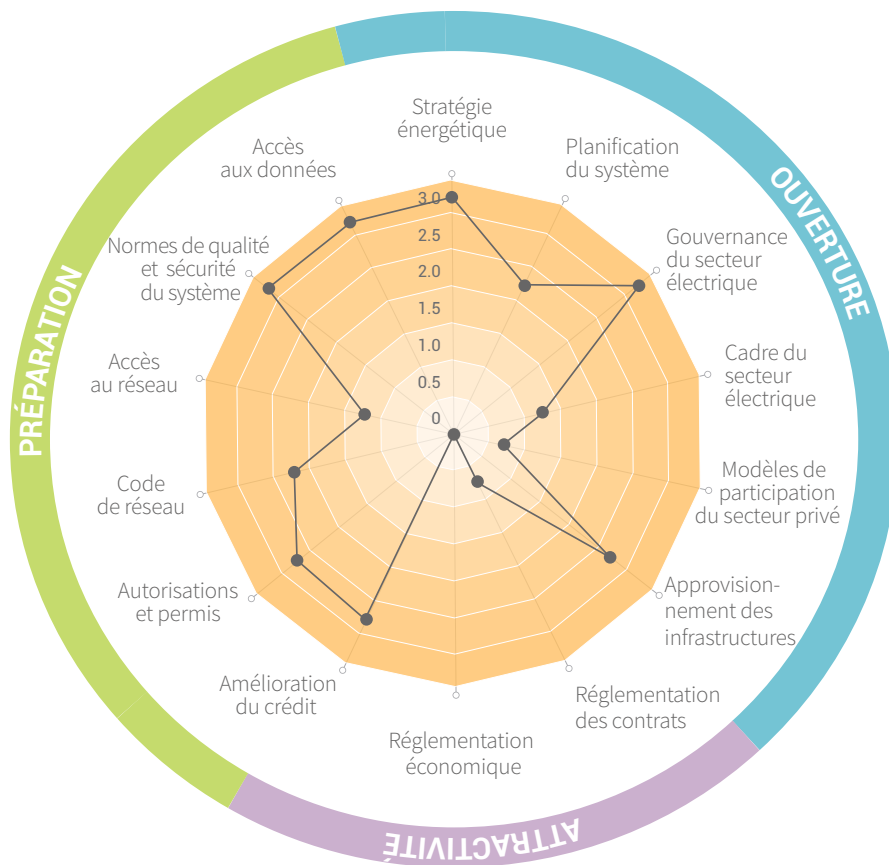 Stratégie
énergétique
Planification
du système
OUVERTURE
Gouvernance
du secteur
électrique
Cadre du
secteur
électrique
Modèles de
participation
du secteur privé
Approvision-
nement des
infrastructures
Réglementation
des contrats
Réglementation
économique
ATTRACTIVITÉ
Amélioration
du crédit
Autorisations
et permis
Code
de réseau
Accès
au réseau
PRÉPARATION
Normes de qualité
et sécurité
du système
Accès
aux données
3.0
2.5
2.0
1.5
1.0
0.5
0